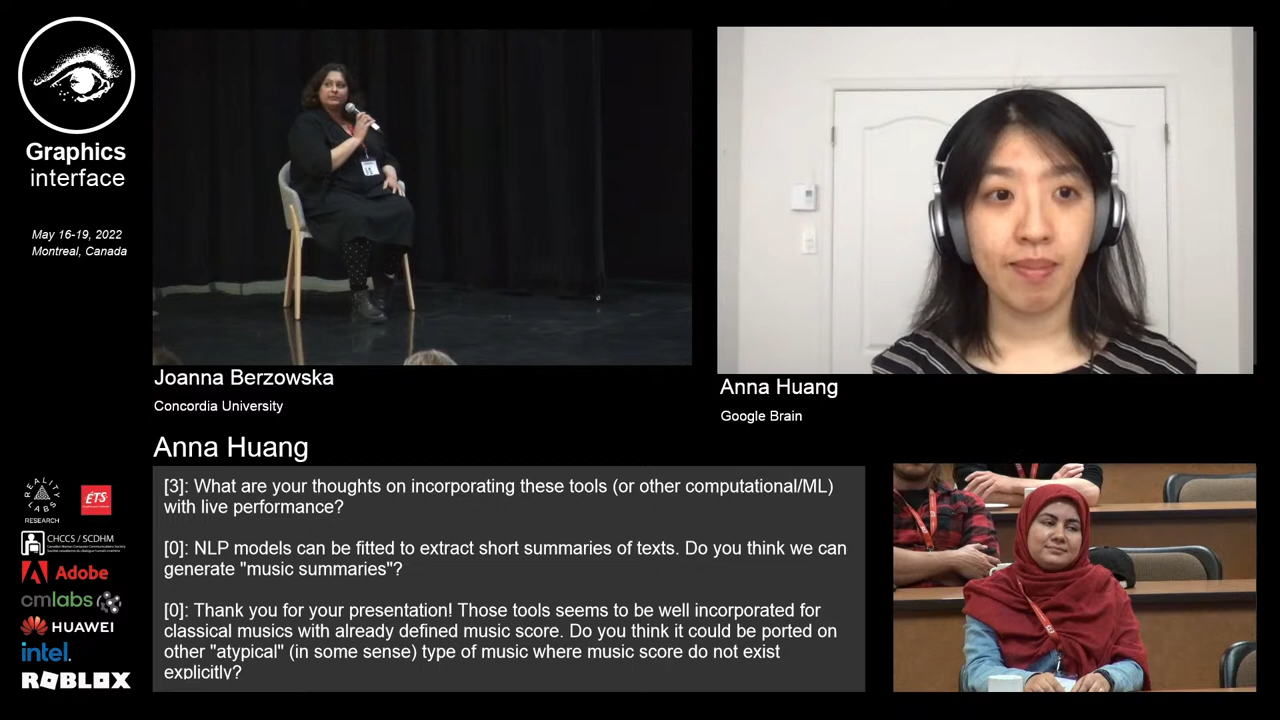 Graphics
interface
May 16-19, 2022
Montreal, Canada
Joanna Berzowska
Concordia University
Anna Huang
Google Brain
Anna Huang
[3]: What are your thoughts on incorporating these tools (or other computational/ML)
with live performance?
[0]: NLP models can be fitted to extract short summaries of texts. Do you think we can
generate "music summaries"?
[0]: Thank you for your presentation! Those tools seems to be well incorporated for
classical musics with already defined music score. Do you think it could be ported on
other "atypical" (in some sense) type of music where music score do not exist
explicitly?
REALITY LABS
RESEARCH
ÉTS
CHCCS / SCDHM
Adobe
cmlabs
HUAWEI
intel.
ROBLOX